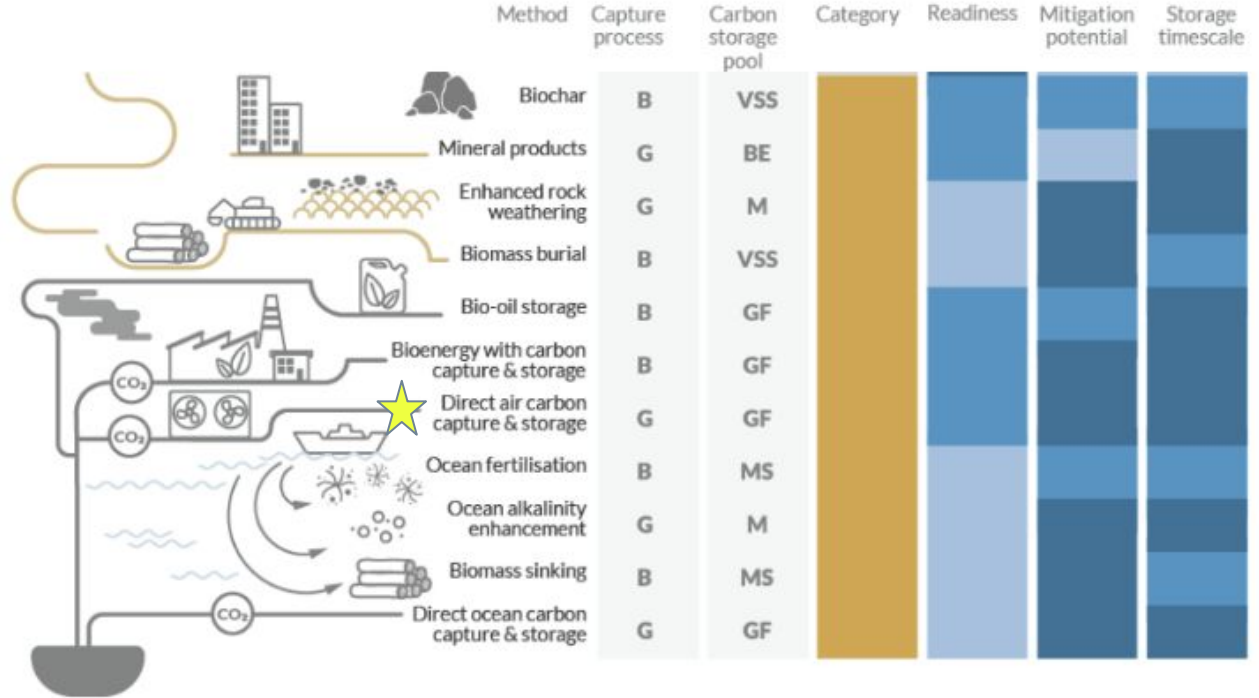 Method
Capture
process
Carbon
storage
pool
Category
Readiness
Mitigation
potential
Storage
timescale
Biochar B VSS
Mineral products G BE
Enhanced rock
weathering G M
Biomass burial B VSS
Bio-oil storage B GF
Bioenergy with carbon
capture & storage B GF
CO₂
Direct air carbon
capture & storage G GF
CO₂
Ocean fertilisation B MS
Ocean alkalinity
enhancement G M
Biomass sinking B MS
Direct ocean carbon
capture & storage G GF
CO₂